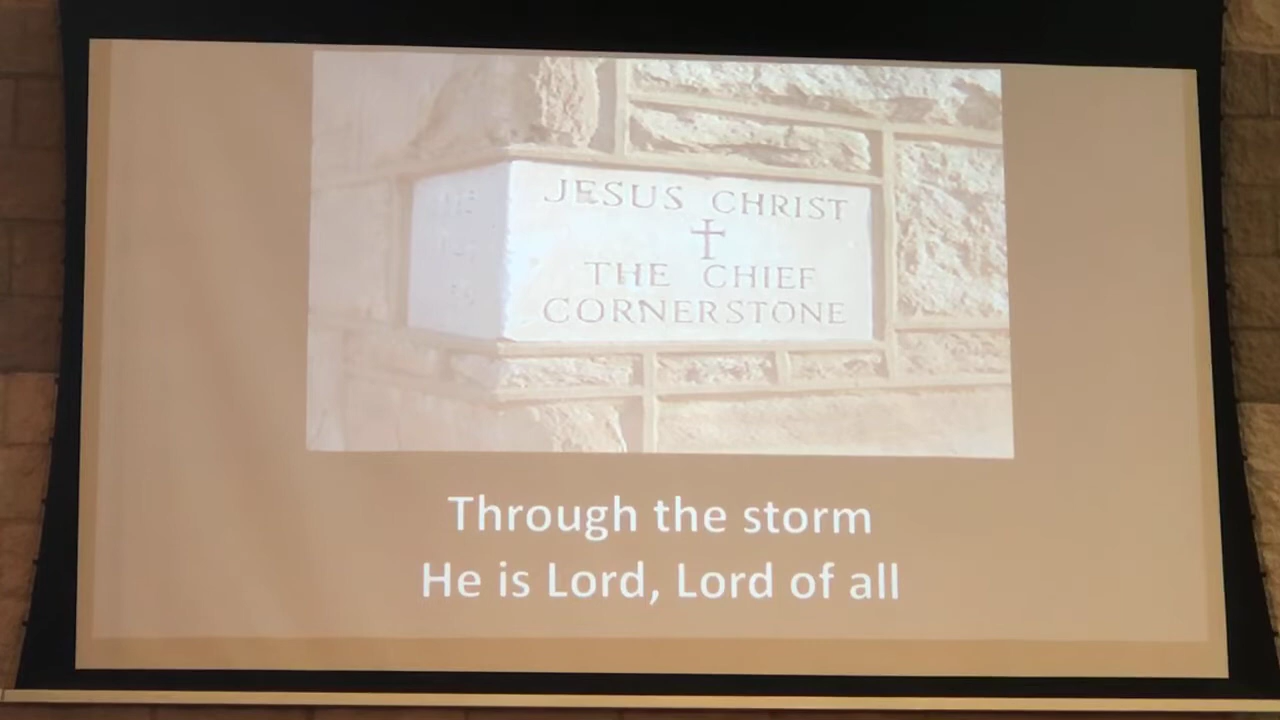 JESUS CHRIST
THE CHIEF
CORNERSTONE
Through the storm
He is Lord, Lord of all